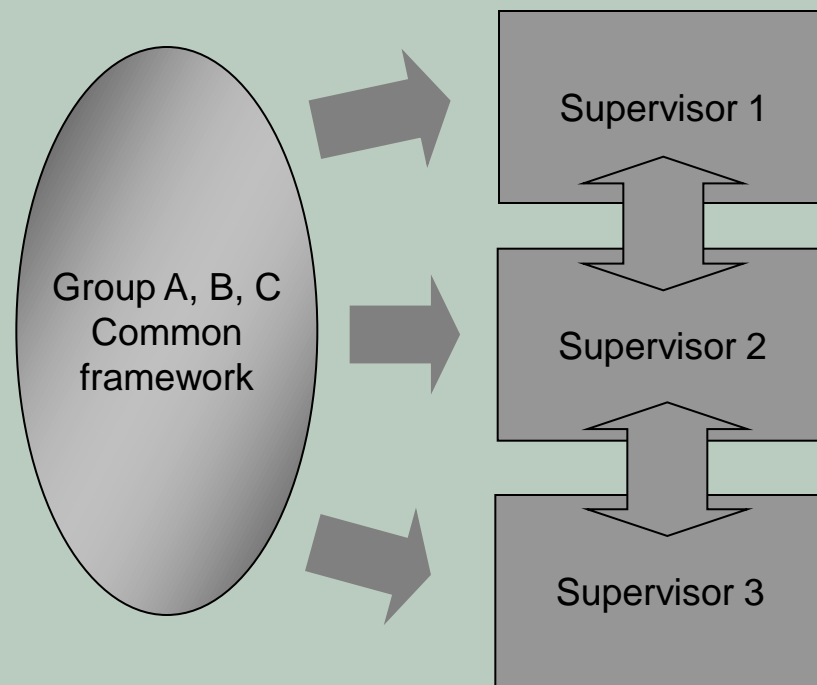 Group A, B, C
Common
framework
Supervisor 1
Supervisor 2
Supervisor 3